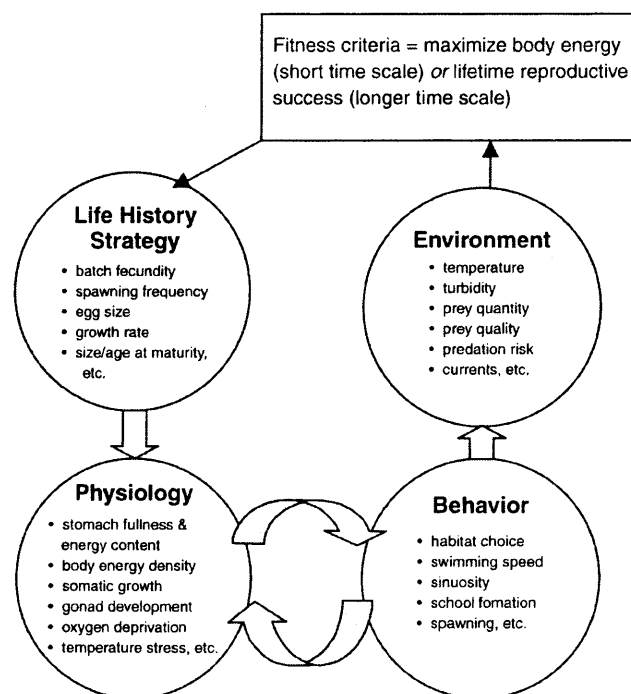 Fitness criteria = maximize body energy
(short time scale) or lifetime reproductive
success (longer time scale)
Life History
Strategy
• batch fecundity
• spawning frequency
• egg size
• growth rate
• size/age at maturity,
etc.
Environment
• temperature
• turbidity
• prey quantity
• prey quality
• predation risk
• currents, etc.
Physiology
• stomach fullness &
energy content
• body energy density
• somatic growth
• gonad development
• oxygen deprivation
• temperature stress, etc.
Behavior
• habitat choice
• swimming speed
• sinuosity
• school fomation
• spawning, etc.